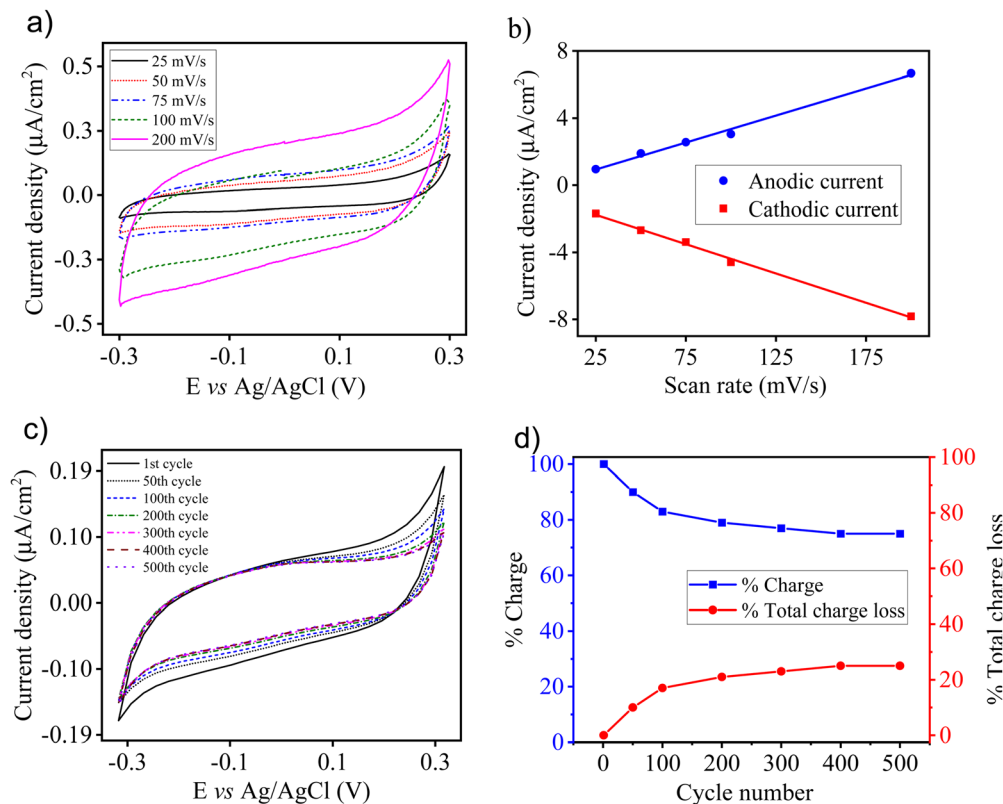 a)
Current density (μA/cm²)
0.5
0.3
0.0
-0.3
-0.5
25 mV/s
50 mV/s
75 mV/s
100 mV/s
200 mV/s
-0.3 -0.1 0.1 0.3
E vs Ag/AgCl (V)
b)
Current density (μA/cm²)
8
4
0
-4
-8
Anodic current
Cathodic current
25 75 125 175
Scan rate (mV/s)
c)
Current density (μA/cm²)
0.19
0.10
0.00
-0.10
-0.19
1st cycle
50th cycle
100th cycle
200th cycle
300th cycle
400th cycle
500th cycle
-0.3 -0.1 0.1 0.3
E vs Ag/AgCl (V)
d)
% Charge
100
80
60
40
20
0
% Charge
% Total charge loss
100
80
60
40
20
0
% Total charge loss
0 100 200 300 400 500
Cycle number